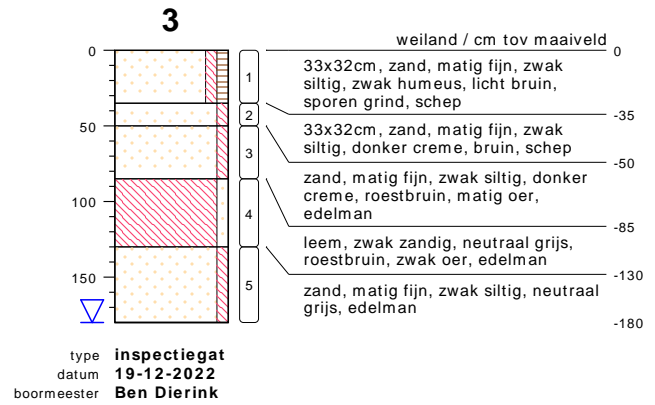 3
weiland / cm tov maaiveld
0
0
33x32cm, zand, matig fijn, zwak
siltig, zwak humeus, licht bruin,
sporen grind, schep
1
-35
2
33x32cm, zand, matig fijn, zwak
siltig, donker creme, bruin, schep
50
-50
3
zand, matig fijn, zwak siltig, donker
creme, roestbruin, matig oer,
edelman
-85
100
4
leem, zwak zandig, neutraal grijs,
roestbruin, zwak oer, edelman
-130
150
5
zand, matig fijn, zwak siltig, neutraal
grijs, edelman
-180
type inspectiegat
datum 19-12-2022
boormeester Ben Dierink